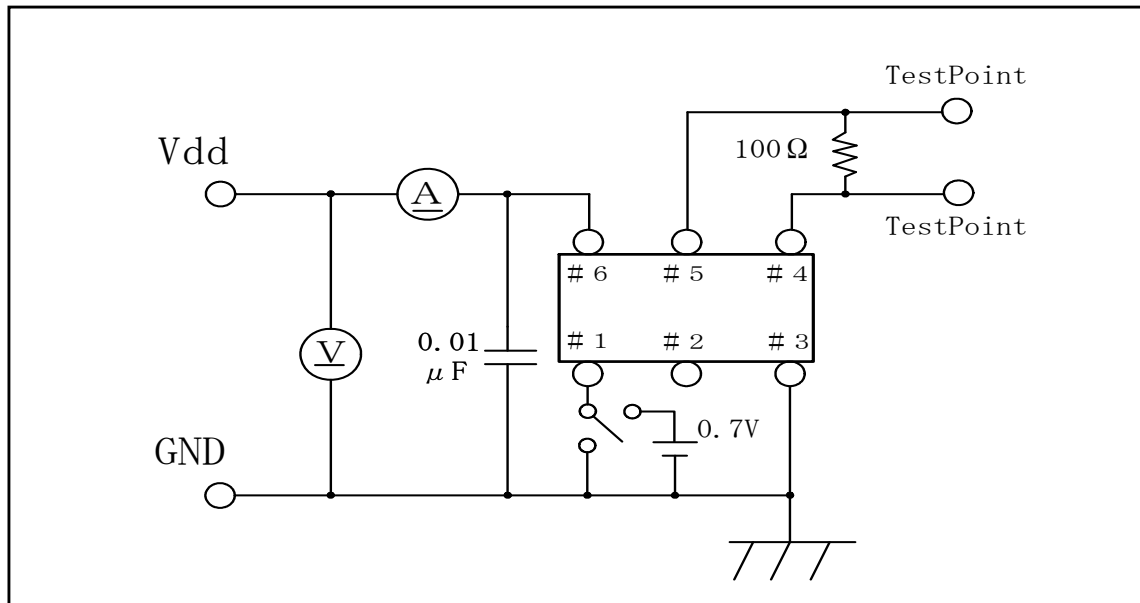 TestPoint
Vdd
A
100Ω
TestPoint
#6 #5 #4
0.01
μF
V
#1 #2 #3
0.7V
GND